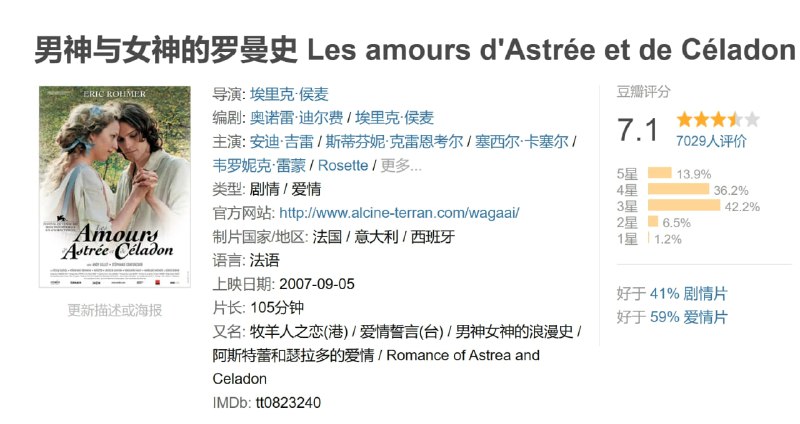 男神与女神的罗曼史 Les amours d'Astrée et de Céladon
ERIC ROHMER
Les
Amours
d'Astrée et de Céladon
更新描述或海报
导演: 埃里克·侯麦
编剧: 奥诺雷·迪尔费 / 埃里克·侯麦
主演: 安迪·吉雷 / 斯蒂芬妮·克雷恩考尔 / 塞西尔·卡塞尔 /
韦罗妮克·雷蒙 / Rosette / 更多...
类型: 剧情 / 爱情
官方网站: http://www.alcine-terran.com/wagaai/
制片国家/地区: 法国 / 意大利 / 西班牙
语言: 法语
上映日期: 2007-09-05
片长: 105分钟
又名: 牧羊人之恋(港) / 爱情誓言(台) / 男神女神的浪漫史 /
阿斯特蕾和瑟拉多的爱情 / Romance of Astrea and
Celadon
IMDb: tt0823240
豆瓣评分
7.1
7029人评价
5星 13.9%
4星 36.2%
3星 42.2%
2星 6.5%
1星 1.2%
好于 41% 剧情片
好于 59% 爱情片